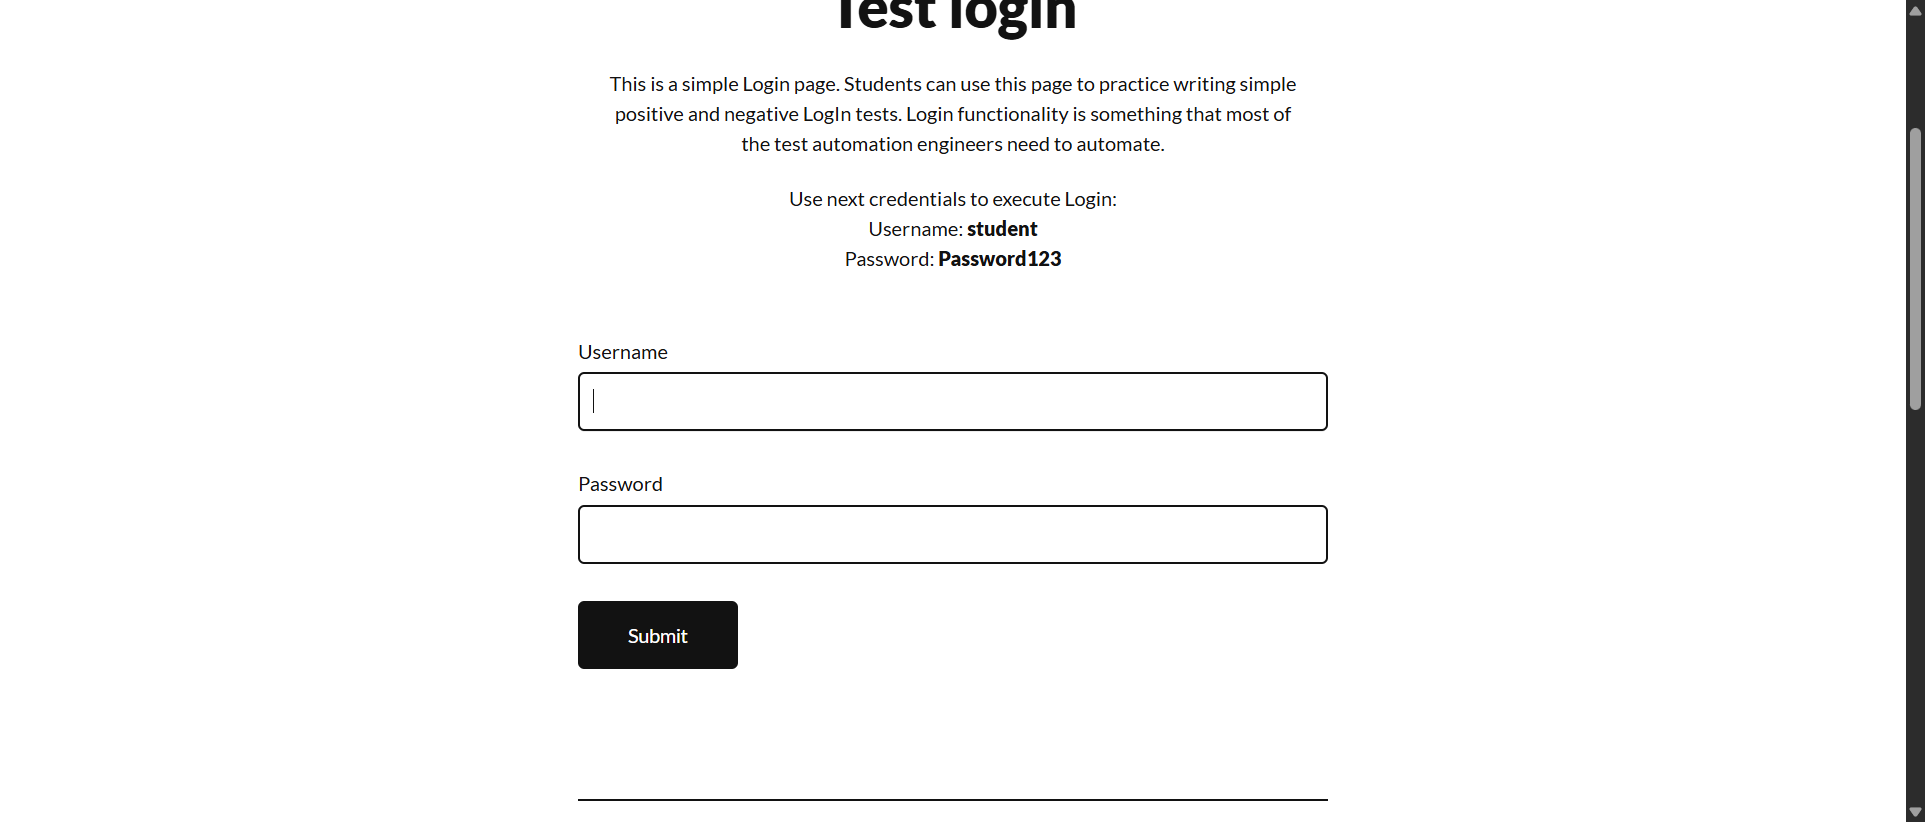 Test login
This is a simple Login page. Students can use this page to practice writing simple
positive and negative LogIn tests. Login functionality is something that most of
the test automation engineers need to automate.
Use next credentials to execute Login:
Username: student
Password: Password123
Username
Password
Submit